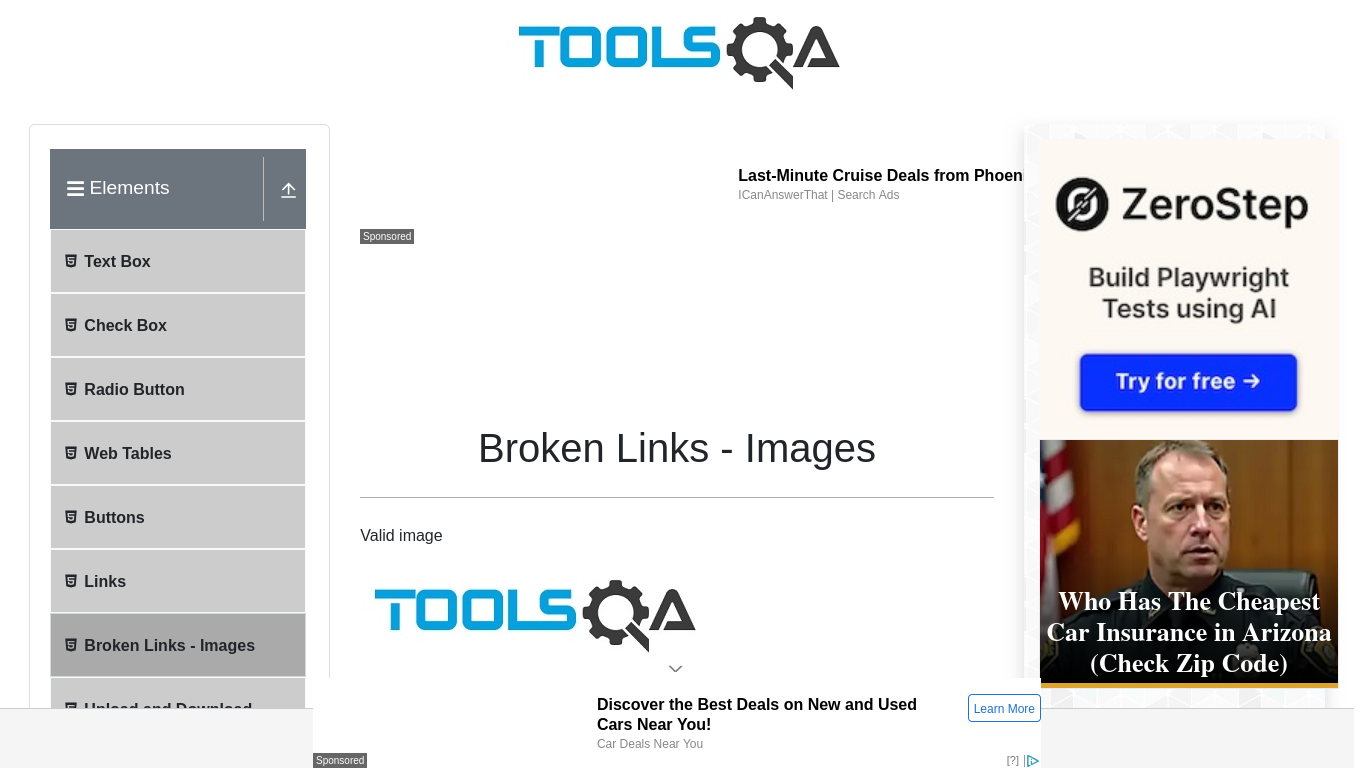 TOOLSQA
Elements
Text Box
Check Box
Radio Button
Web Tables
Buttons
Links
Broken Links - Images
Upload and Download
Last-Minute Cruise Deals from Phoen
ICanAnswerThat | Search Ads
Sponsored
Broken Links - Images
Valid image
TOOLSQA
ZeroStep
Build Playwright
Tests using AI
Try for free →
Who Has The Cheapest
Car Insurance in Arizona
(Check Zip Code)
Discover the Best Deals on New and Used
Cars Near You!
Car Deals Near You
Learn More
Sponsored
[?]